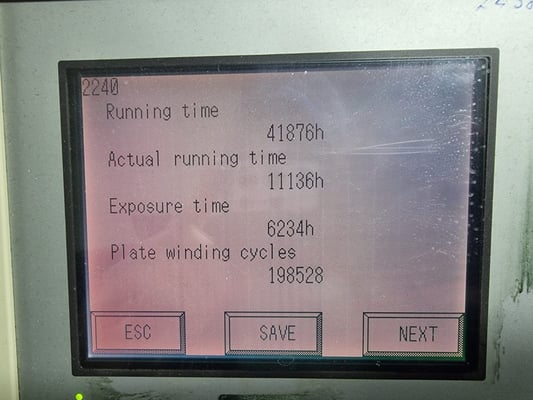 2240
Running time
41876h
Actual running time
11136h
Exposure time
6234h
Plate winding cycles
198528
ESC SAVE NEXT